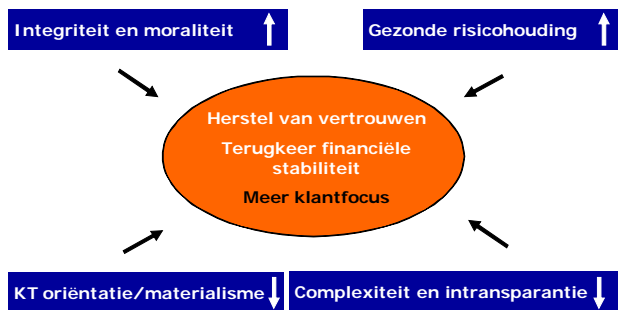 Integriteit en moraliteit
Gezonde risicohouding
Herstel van vertrouwen
Terugkeer financiële
stabiliteit
Meer klantfocus
KT oriëntatie/materialisme
Complexiteit en intransparantie